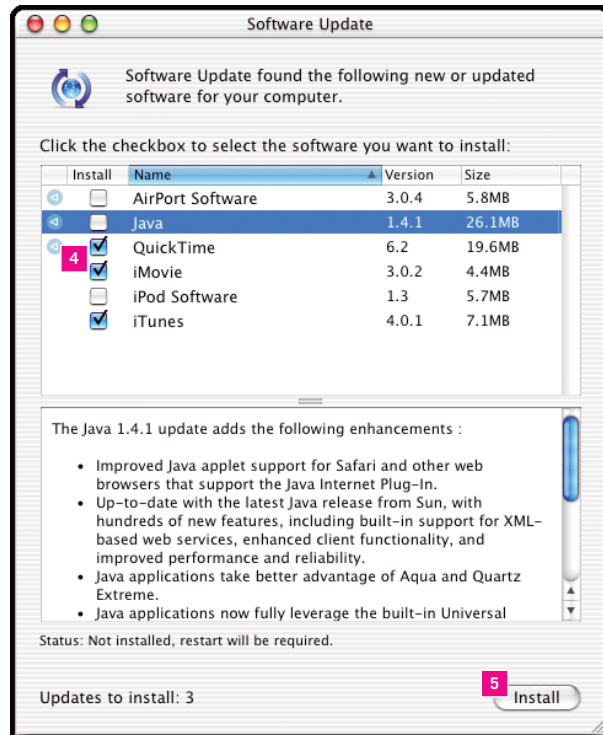 Software Update
Software Update found the following new or updated
software for your computer.
Click the checkbox to select the software you want to install:
Install Name Version Size
AirPort Software 3.0.4 5.8MB
Java 1.4.1 26.1MB
QuickTime 6.2 19.6MB
4
iMovie 3.0.2 4.4MB
iPod Software 1.3 5.7MB
iTunes 4.0.1 7.1MB
The Java 1.4.1 update adds the following enhancements :
• Improved Java applet support for Safari and other web
browsers that support the Java Internet Plug-In.
• Up-to-date with the latest Java release from Sun, with
hundreds of new features, including built-in support for XML-
based web services, enhanced client functionality, and
improved performance and reliability.
• Java applications take better advantage of Aqua and Quartz
Extreme.
• Java applications now fully leverage the built-in Universal
Status: Not installed, restart will be required.
Updates to install: 3
5
Install